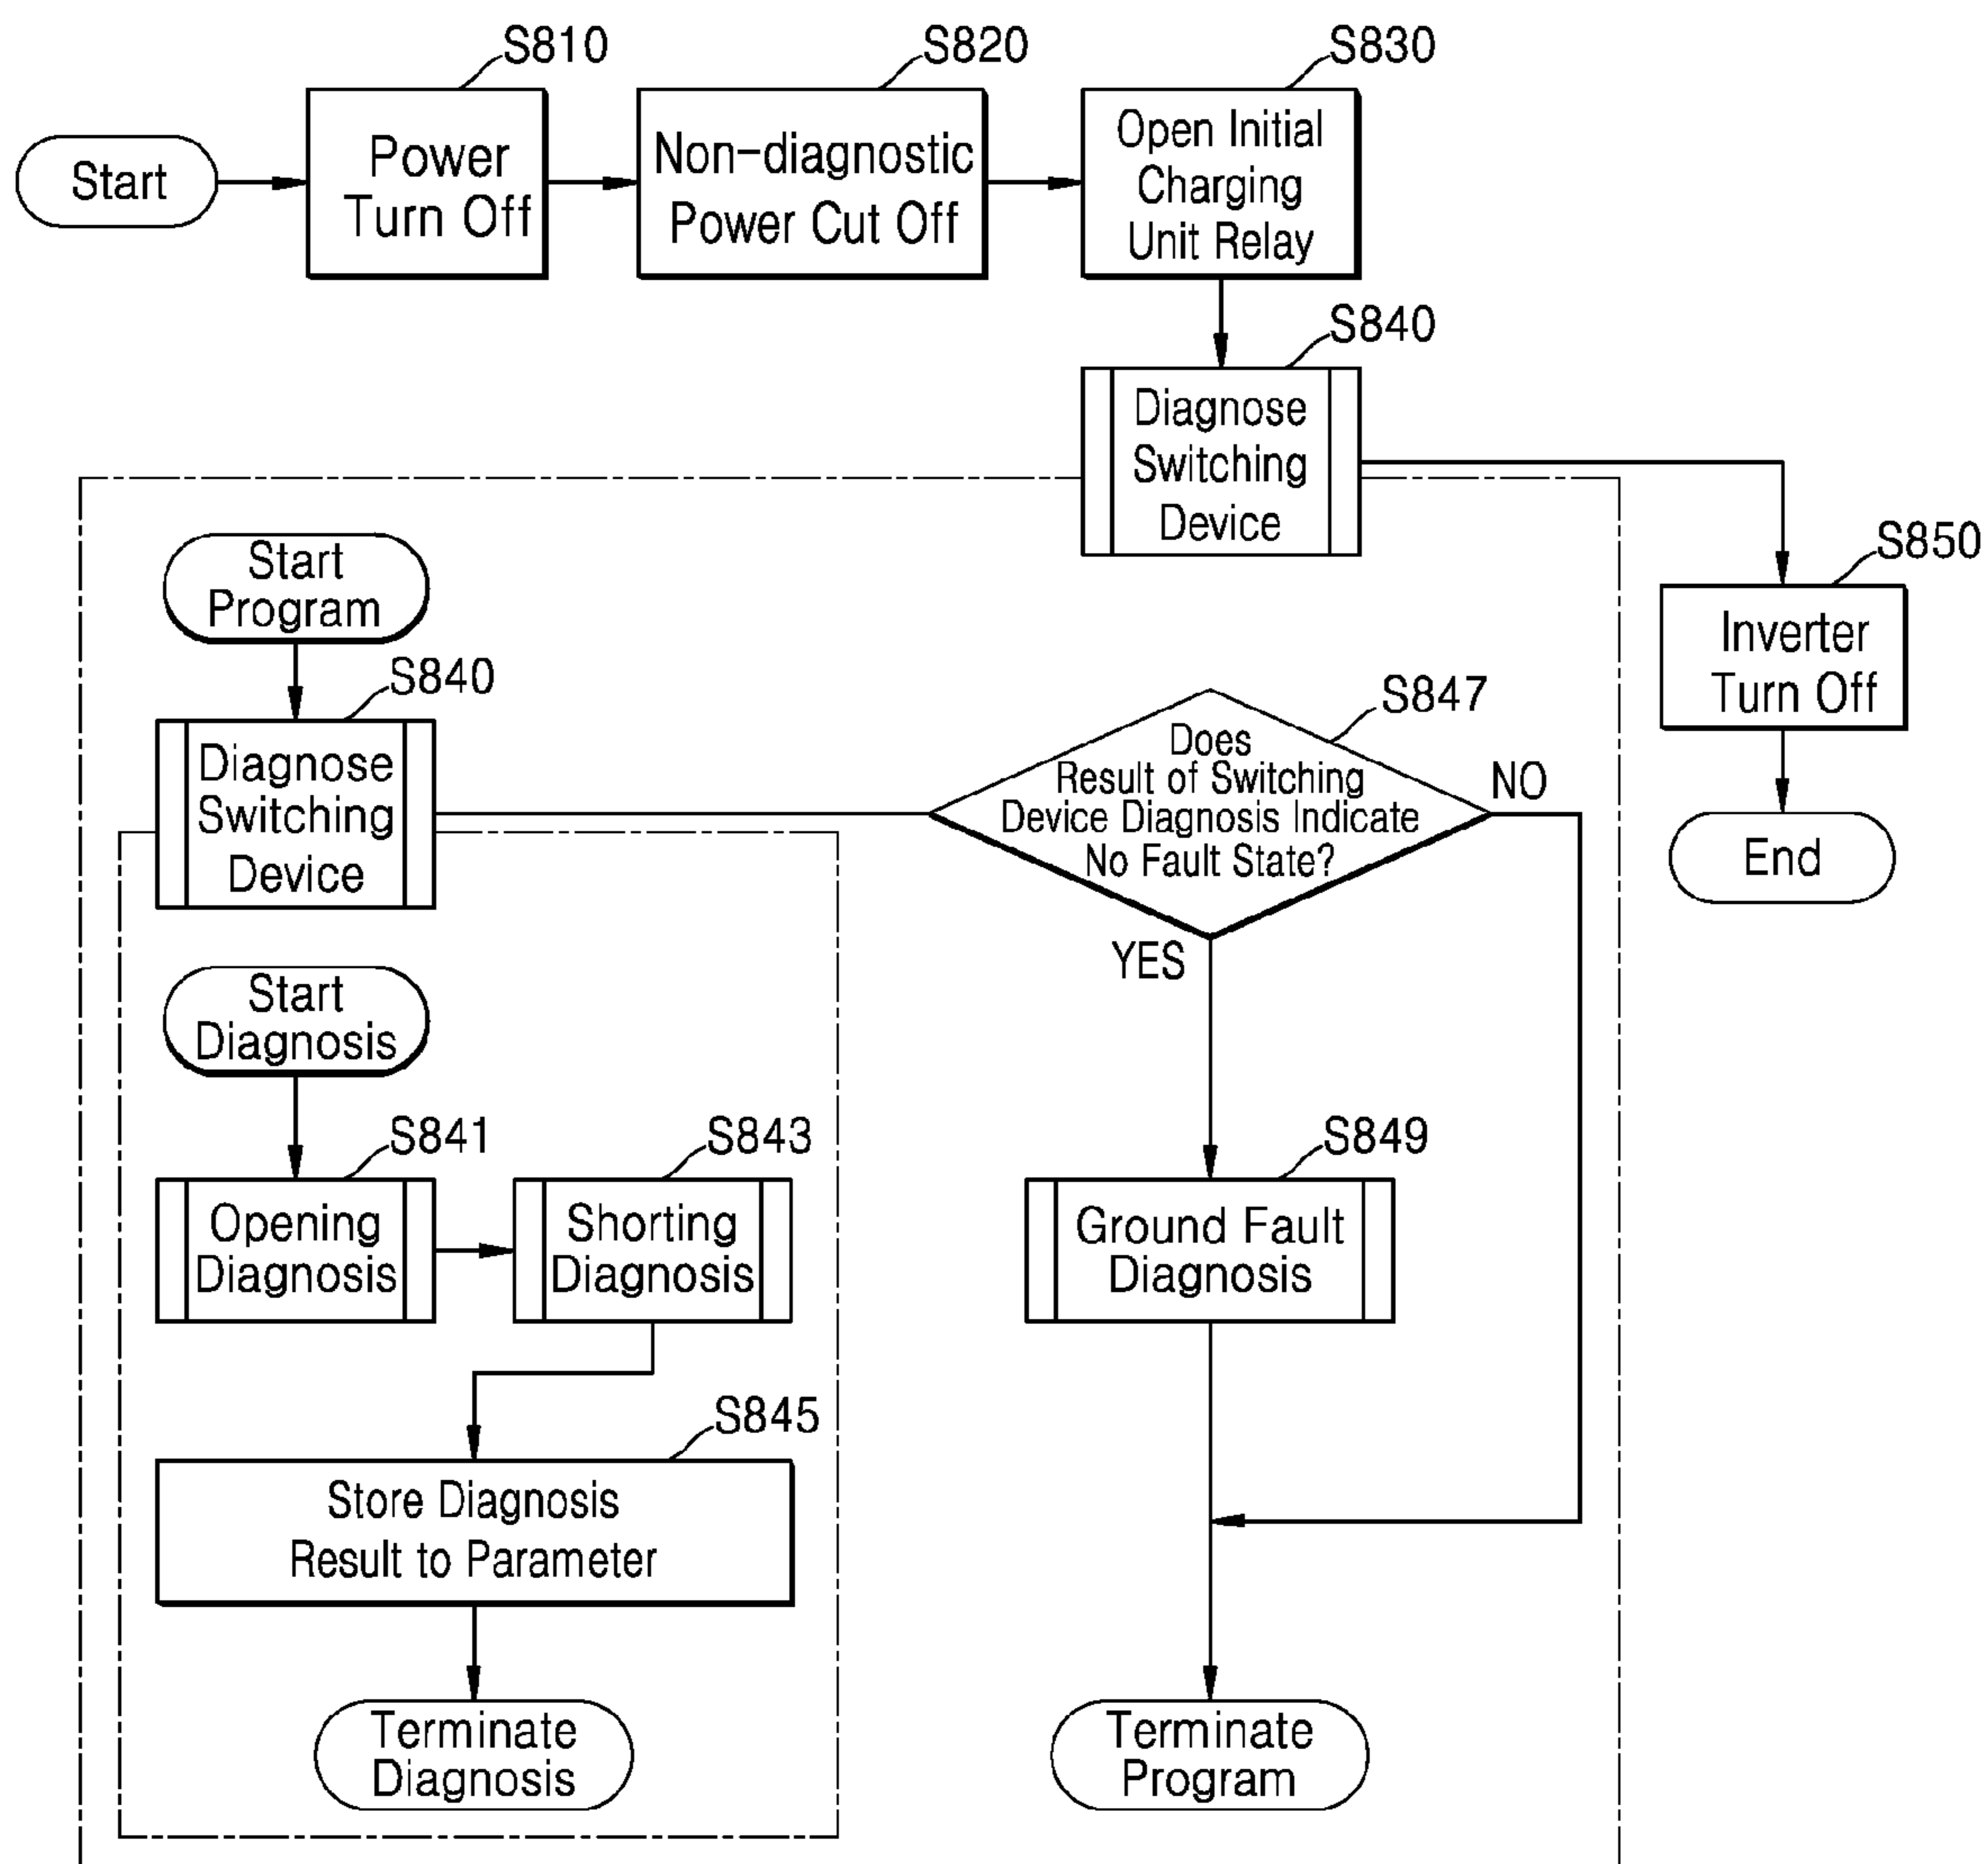 S810
S820
S830
Start
Power
Turn Off
Non-diagnostic
Power Cut Off
Open Initial
Charging
Unit Relay
S840
Diagnose
Switching
Device
S850
Inverter
Turn Off
End
Start
Program
S840
Diagnose
Switching
Device
S847
Does
Result of Switching
Device Diagnosis Indicate
No Fault State?
NO
YES
Start
Diagnosis
S841
Opening
Diagnosis
S843
Shorting
Diagnosis
S849
Ground Fault
Diagnosis
S845
Store Diagnosis
Result to Parameter
Terminate
Diagnosis
Terminate
Program